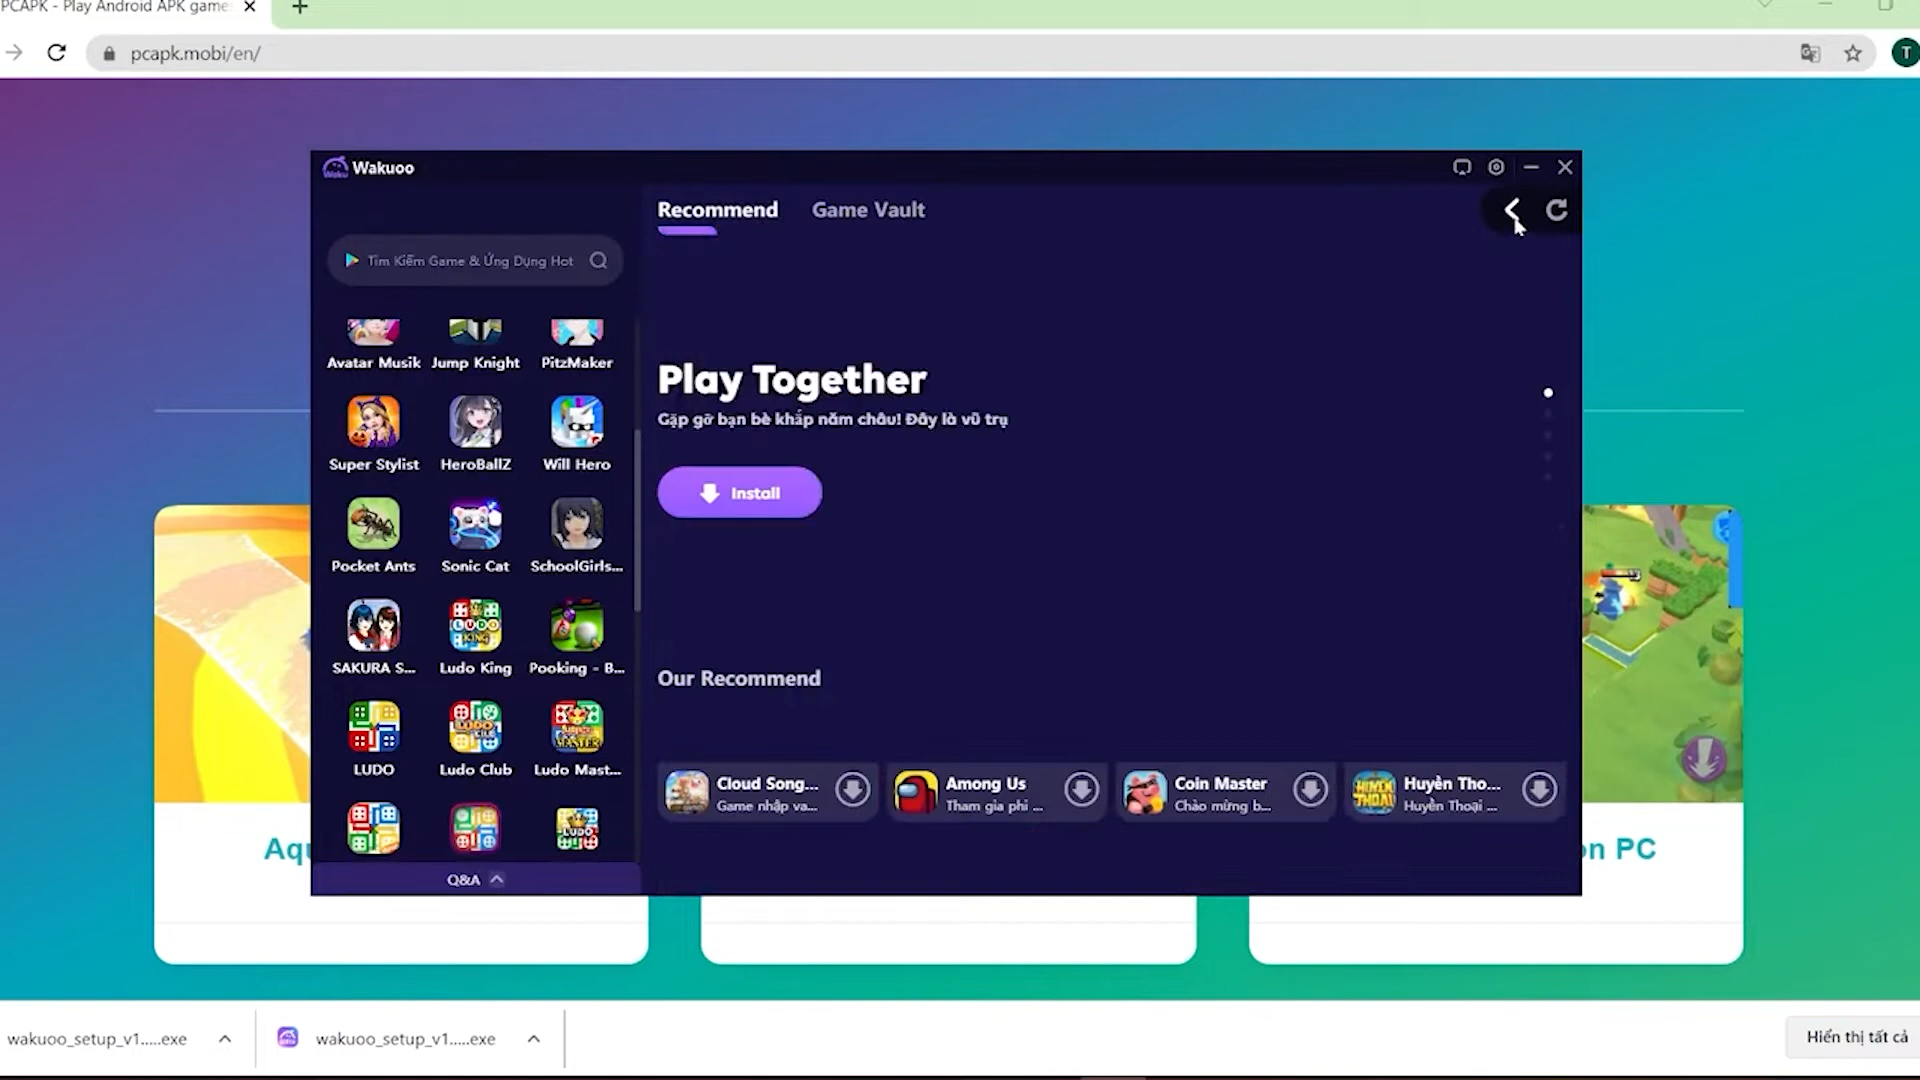 PCAPK - Play Android APK game
pcapk.mobi/en/
T
Wakuoo
Recommend
Game Vault
Tìm Kiếm Game & Ứng Dụng Hot
Avatar Musik
Jump Knight
PitzMaker
Play Together
Gặp gỡ bạn bè khắp năm châu! Đây là vũ trụ
Super Stylist
HeroBallZ
Will Hero
Install
Pocket Ants
Sonic Cat
SchoolGirls...
SAKURA S...
Ludo King
Pooking - B...
Our Recommend
LUDO
Ludo Club
Ludo Mast...
Cloud Song...
Game nhập va...
Among Us
Tham gia phi ...
Coin Master
Chào mừng b...
Huyền Tho...
Huyền Thoại ...
Aqu
on PC
Q&A
wakuoo_setup_v1.....exe
wakuoo_setup_v1.....exe
Hiển thị tất cả